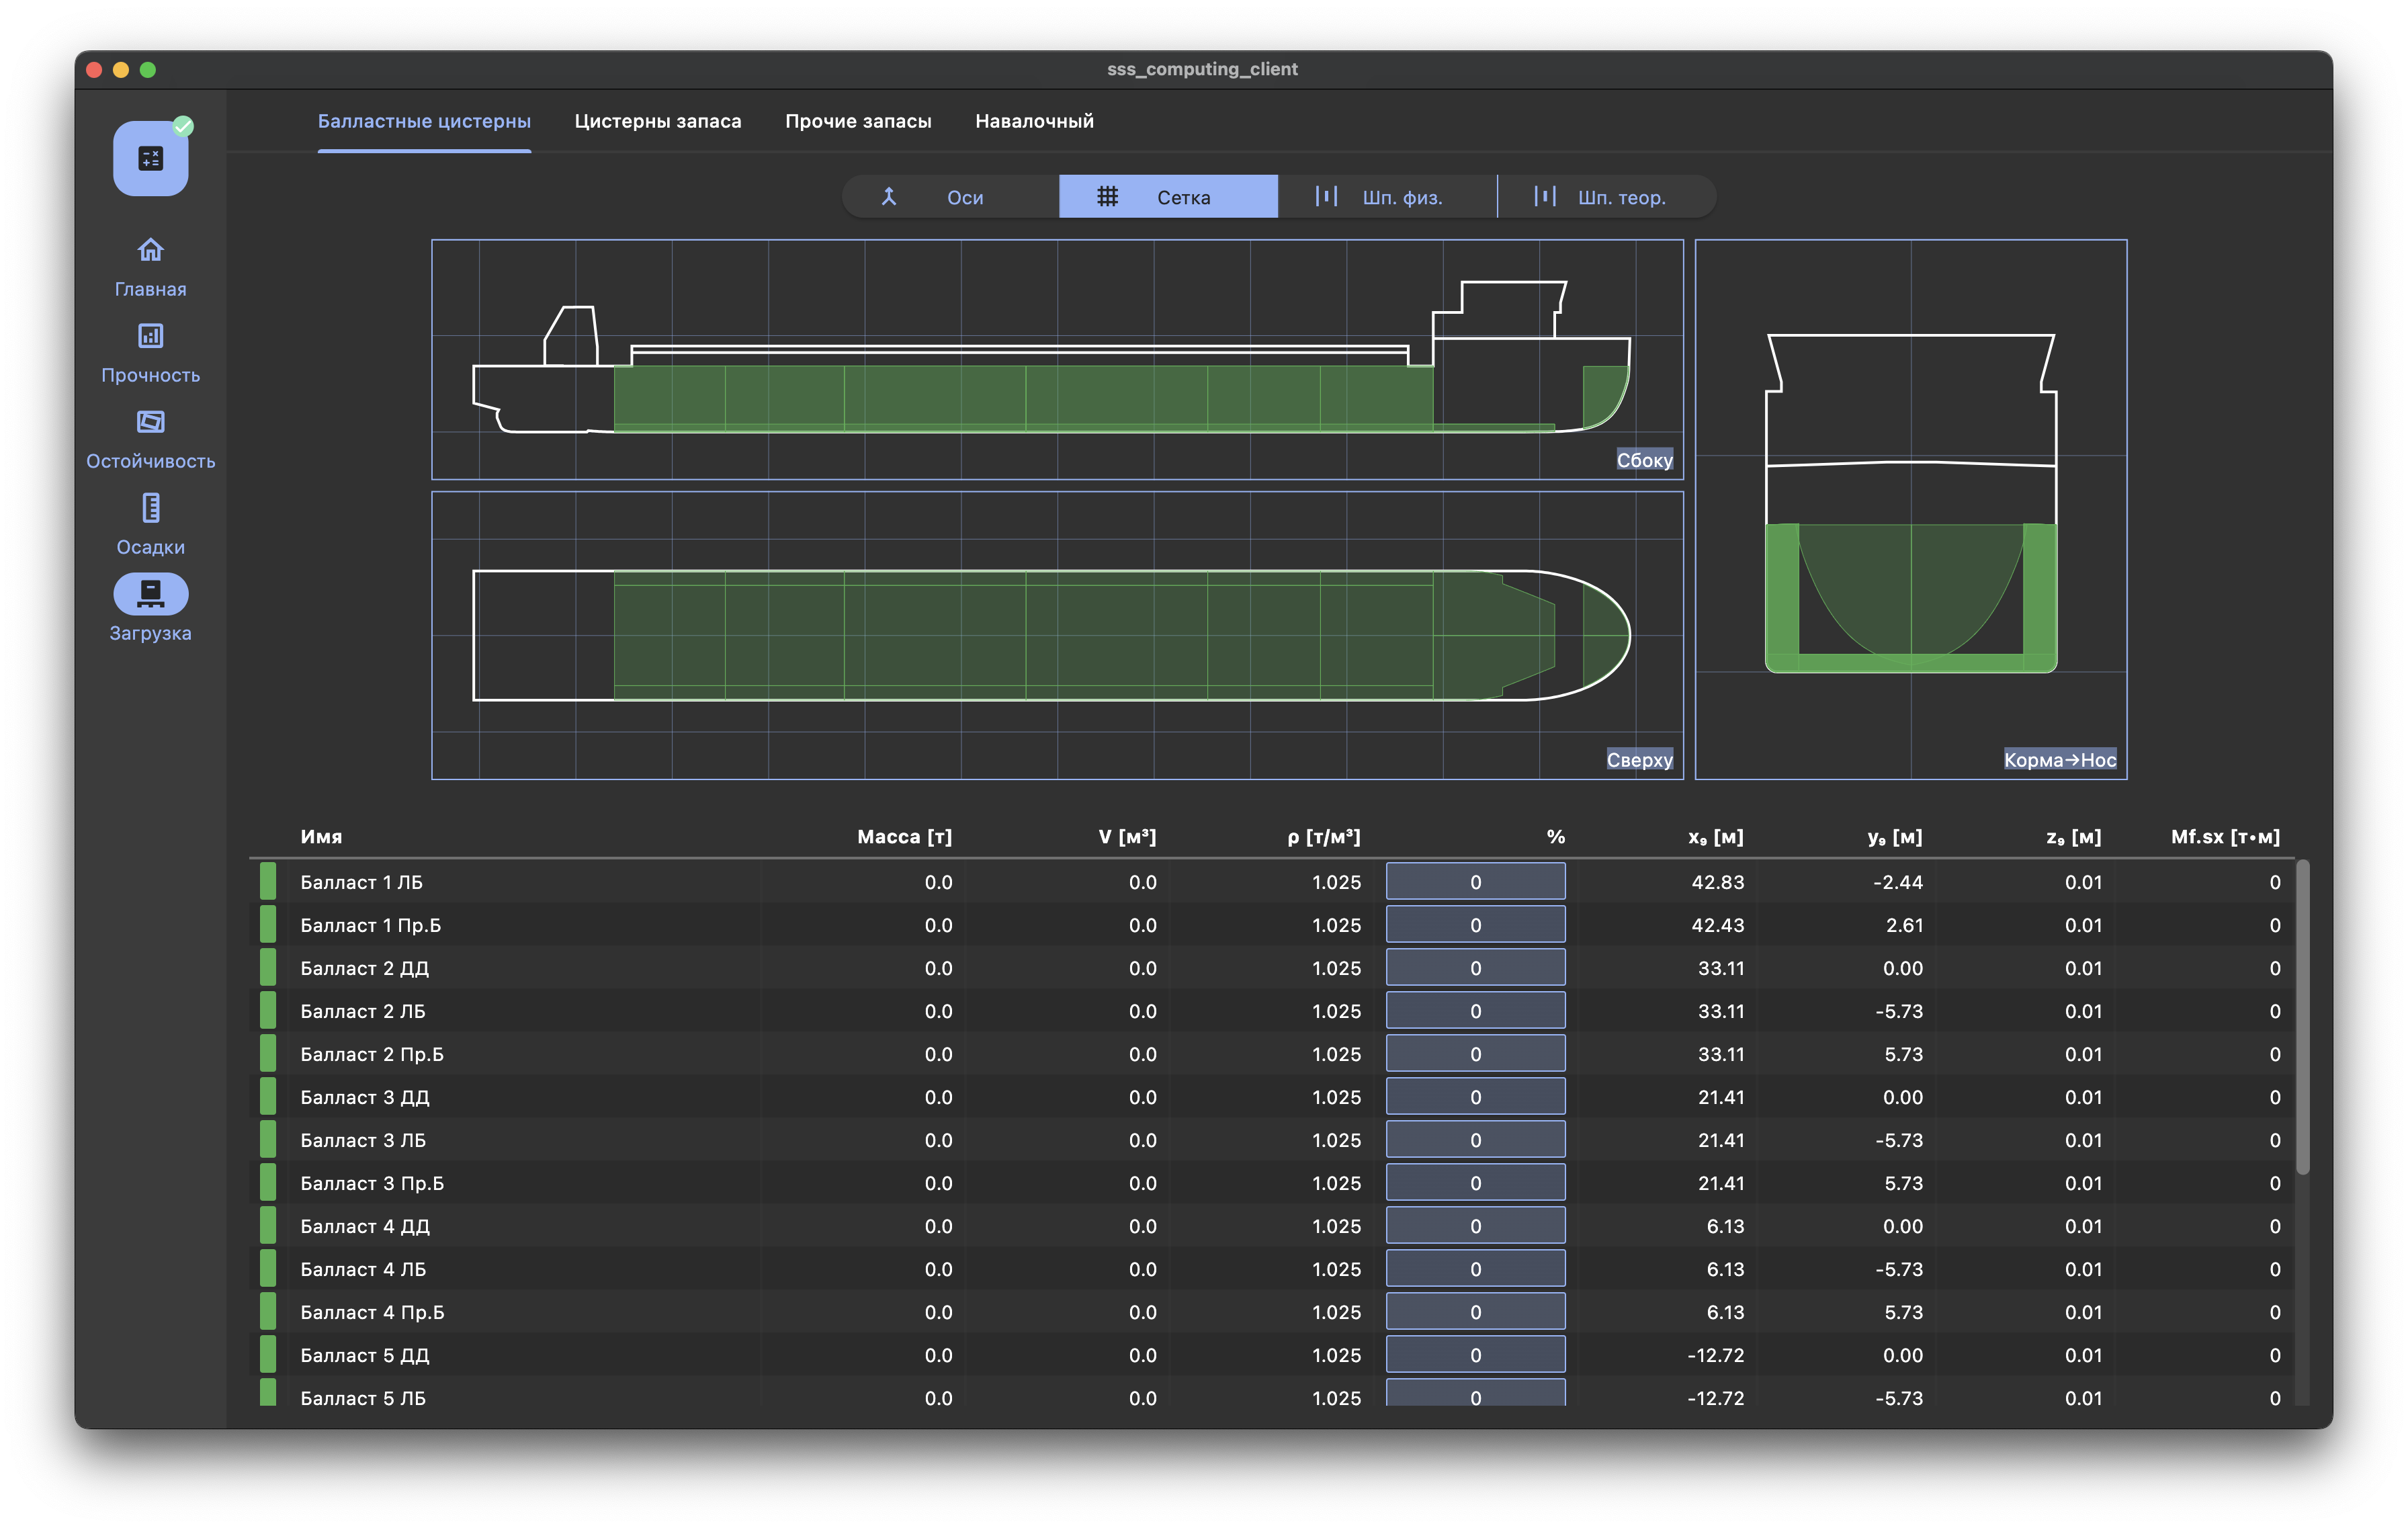 sss_computing_client
Балластные цистерны Цистерны запаса Прочие запасы Навалочный
Оси Сетка Шп. физ. Шп. теор.
Главная
Прочность
Остойчивость
Осадки
Загрузка
Сбоку
Сверху
Корма→Нос
Имя Масса [т] V [м³] ρ [т/м³] % x₉ [м] y₉ [м] z₉ [м] Mf.sx [т•м]
Балласт 1 ЛБ 0.0 0.0 1.025 0 42.83 -2.44 0.01 0
Балласт 1 Пр.Б 0.0 0.0 1.025 0 42.43 2.61 0.01 0
Балласт 2 ДД 0.0 0.0 1.025 0 33.11 0.00 0.01 0
Балласт 2 ЛБ 0.0 0.0 1.025 0 33.11 -5.73 0.01 0
Балласт 2 Пр.Б 0.0 0.0 1.025 0 33.11 5.73 0.01 0
Балласт 3 ДД 0.0 0.0 1.025 0 21.41 0.00 0.01 0
Балласт 3 ЛБ 0.0 0.0 1.025 0 21.41 -5.73 0.01 0
Балласт 3 Пр.Б 0.0 0.0 1.025 0 21.41 5.73 0.01 0
Балласт 4 ДД 0.0 0.0 1.025 0 6.13 0.00 0.01 0
Балласт 4 ЛБ 0.0 0.0 1.025 0 6.13 -5.73 0.01 0
Балласт 4 Пр.Б 0.0 0.0 1.025 0 6.13 5.73 0.01 0
Балласт 5 ДД 0.0 0.0 1.025 0 -12.72 0.00 0.01 0
Балласт 5 ЛБ 0.0 0.0 1.025 0 -12.72 -5.73 0.01 0